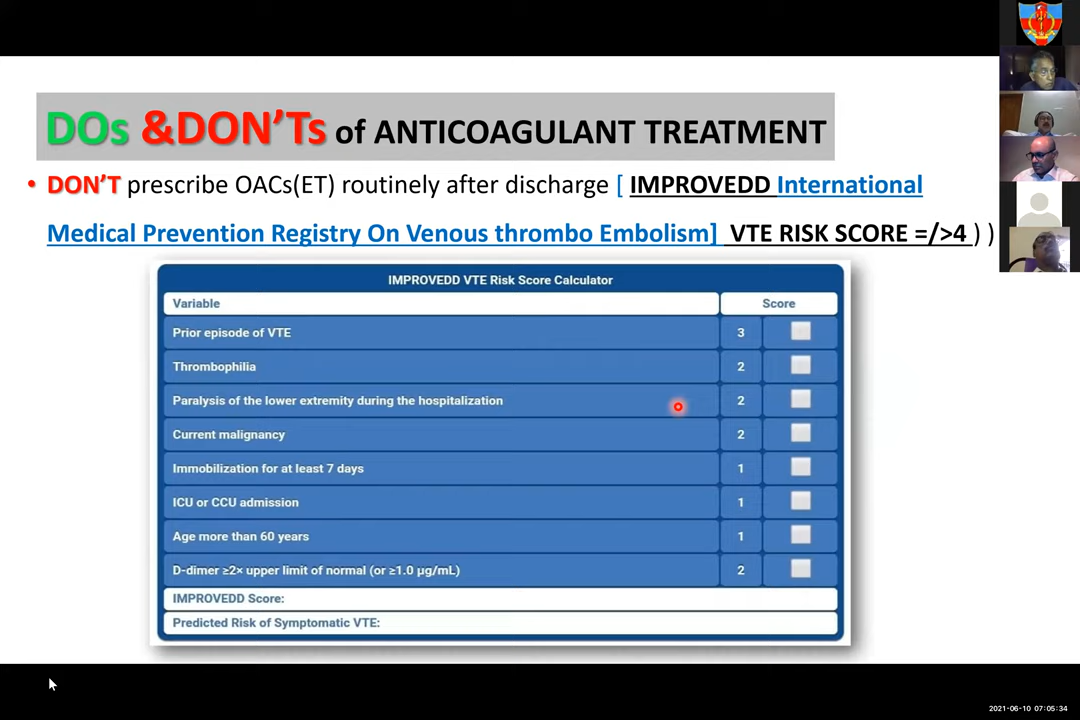 DOs &DON’Ts of ANTICOAGULANT TREATMENT
• DON’T prescribe OACs(ET) routinely after discharge [ IMPROVEDD International
Medical Prevention Registry On Venous thrombo Embolism] VTE RISK SCORE =/>4 ) )
IMPROVEDD VTE Risk Score Calculator
Variable Score
Prior episode of VTE 3
Thrombophilia 2
Paralysis of the lower extremity during the hospitalization 2
Current malignancy 2
Immobilization for at least 7 days 1
ICU or CCU admission 1
Age more than 60 years 1
D-dimer ≥2× upper limit of normal (or ≥1.0 µg/mL) 2
IMPROVEDD Score:
Predicted Risk of Symptomatic VTE:
2021-06-10 07:05:34